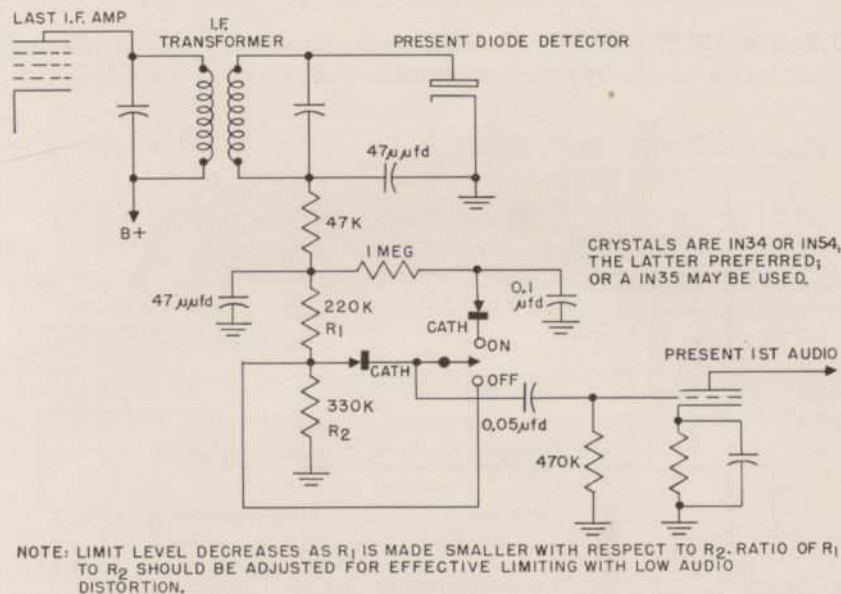 LAST I.F. AMP
I.F.
TRANSFORMER
PRESENT DIODE DETECTOR
47µµfd
B+
47K
1 MEG
CRYSTALS ARE IN34 OR IN54,
THE LATTER PREFERRED;
OR A IN35 MAY BE USED.
47µµfd
0.1
µfd
220K
R1
CATH
ON
PRESENT 1ST AUDIO
CATH
OFF
330K
R2
0.05µfd
470K
NOTE: LIMIT LEVEL DECREASES AS R1 IS MADE SMALLER WITH RESPECT TO R2. RATIO OF R1
TO R2 SHOULD BE ADJUSTED FOR EFFECTIVE LIMITING WITH LOW AUDIO
DISTORTION.